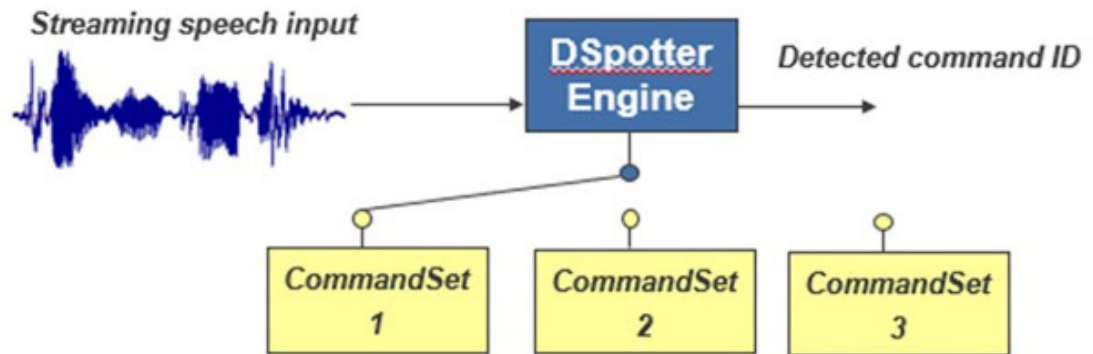 Streaming speech input
DSpotter
Engine
Detected command ID
CommandSet
1
CommandSet
2
CommandSet
3